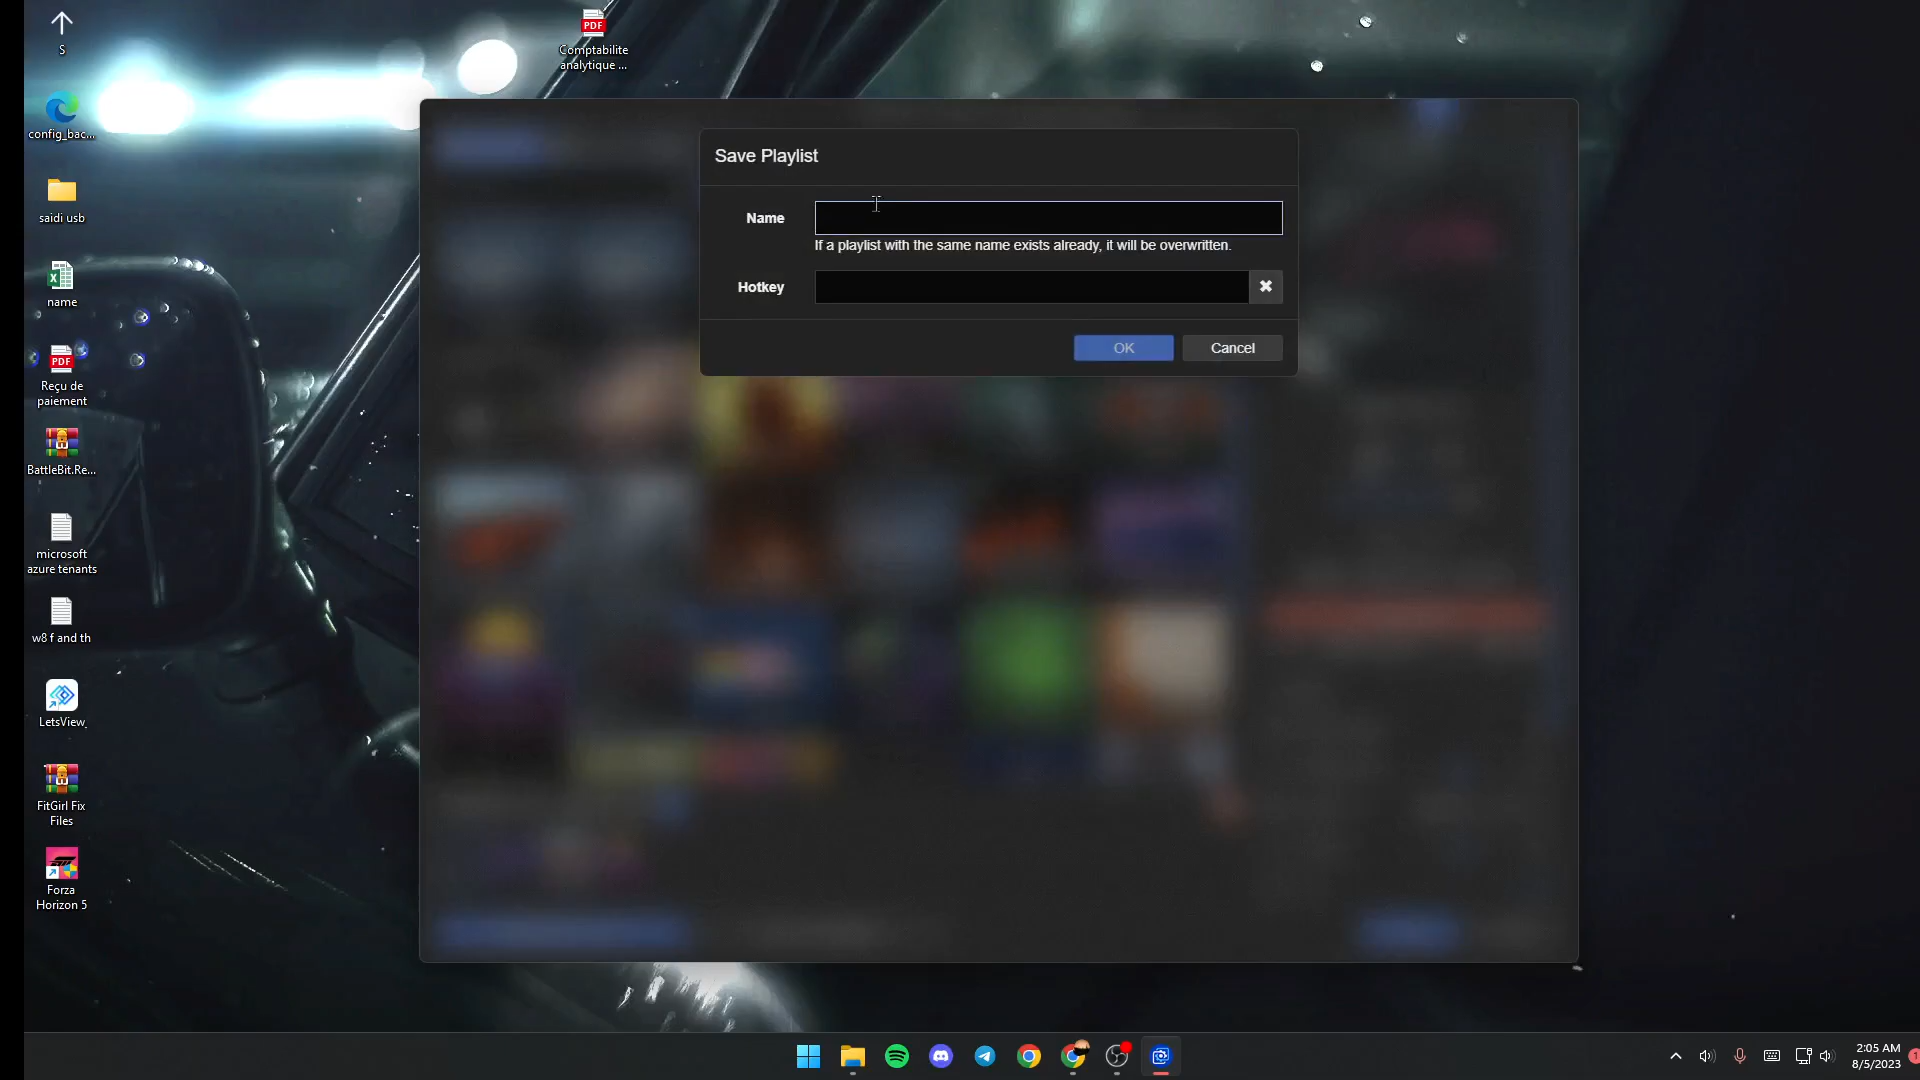 S
PDF
Comptabilite
analytique ...
config_bac...
saidi usb
name
PDF
Reçu de
paiement
BattleBit.Re...
microsoft
azure tenants
w8 f and th
LetsView
FitGirl Fix
Files
Forza
Horizon 5
Save Playlist
Name
If a playlist with the same name exists already, it will be overwritten.
Hotkey
OK
Cancel
2:05 AM
8/5/2023